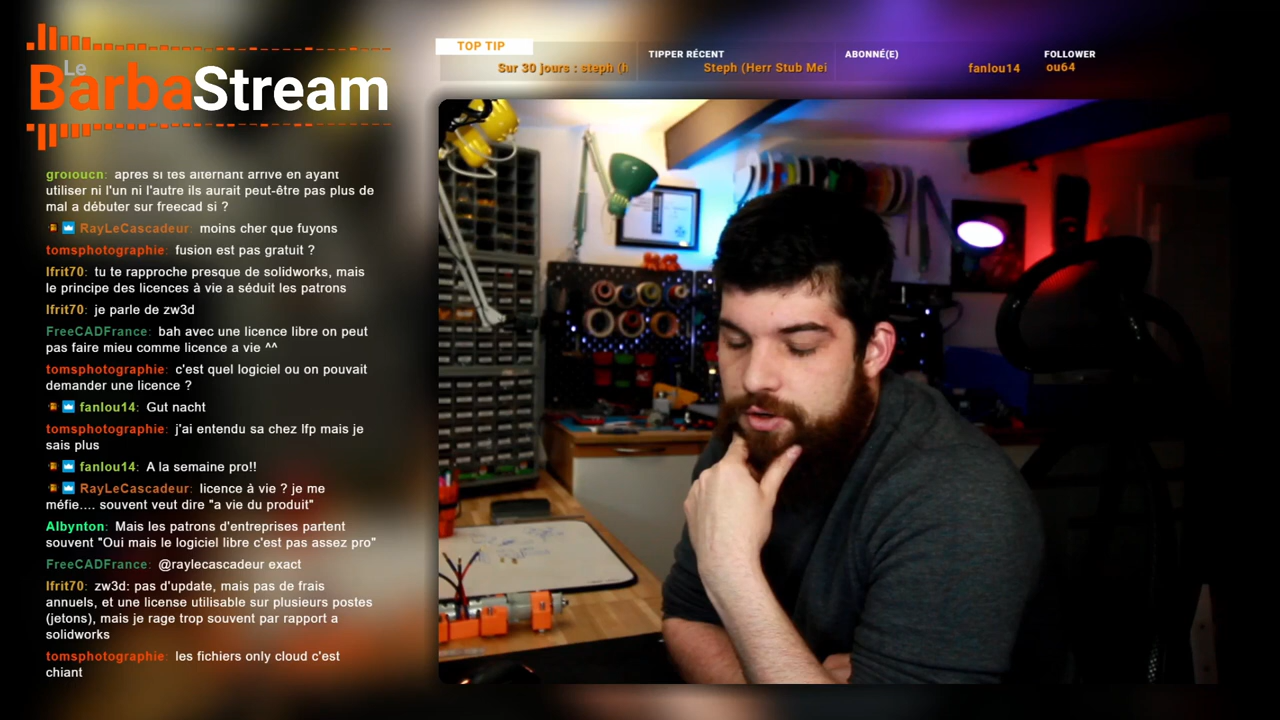 Le
BarbaStream
TOP TIP
Sur 30 jours : steph (h
TIPPER RÉCENT
Steph (Herr Stub Mei
ABONNÉ(E)
fanlou14
FOLLOWER
ou64
groloucn: après si tes alternant arrive en ayant
utiliser ni l'un ni l'autre ils aurait peut-être pas plus de
mal a débuter sur freecad si ?
RayLeCascadeur: moins cher que fuyons
tomsphotographie: fusion est pas gratuit ?
Ifrit70: tu te rapproche presque de solidworks, mais
le principe des licences à vie a séduit les patrons
Ifrit70: je parle de zw3d
FreeCADFrance: bah avec une licence libre on peut
pas faire mieu comme licence a vie ^^
tomsphotographie: c'est quel logiciel ou on pouvait
demander une licence ?
fanlou14: Gut nacht
tomsphotographie: j'ai entendu sa chez lfp mais je
sais plus
fanlou14: A la semaine pro!!
RayLeCascadeur: licence à vie ? je me
méfie.... souvent veut dire "a vie du produit"
Albynton: Mais les patrons d'entreprises partent
souvent "Oui mais le logiciel libre c'est pas assez pro"
FreeCADFrance: @raylecascadeur exact
Ifrit70: zw3d: pas d'update, mais pas de frais
annuels, et une license utilisable sur plusieurs postes
(jetons), mais je rage trop souvent par rapport a
solidworks
tomsphotographie: les fichiers only cloud c'est
chiant